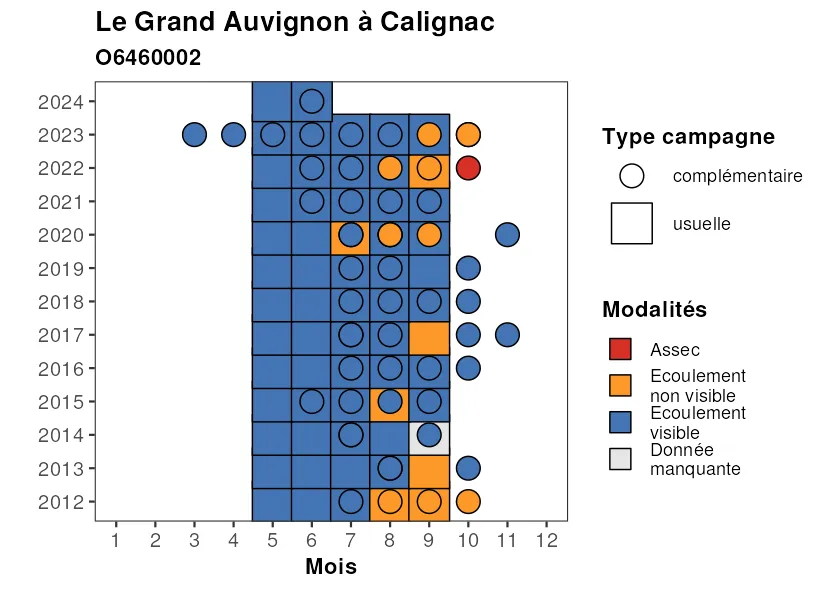 Le Grand Auvignon à Calignac
O6460002
2024
2023
2022
2021
2020
2019
2018
2017
2016
2015
2014
2013
2012
1 2 3 4 5 6 7 8 9 10 11 12
Mois
Type campagne
complémentaire
usuelle
Modalités
Assec
Ecoulement
non visible
Ecoulement
visible
Donnée
manquante